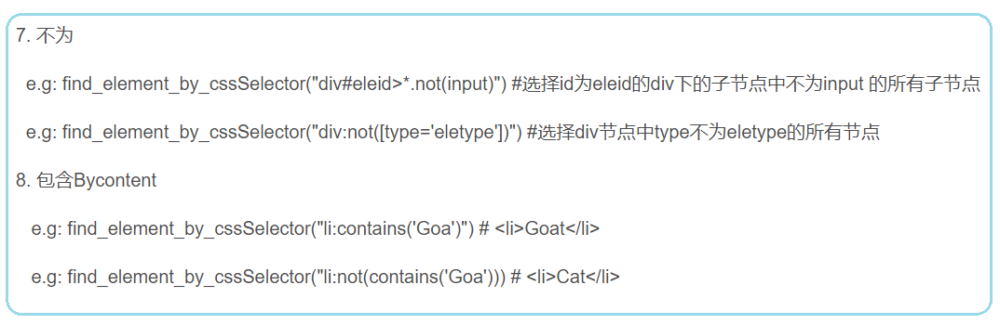 7. 不为
e.g: find_element_by_cssSelector("div#eleid>*.not(input)") #选择id为eleid的div下的子节点中不为input 的所有子节点
e.g: find_element_by_cssSelector("div:not([type='eletype'])") #选择div节点中type不为eletype的所有节点
8. 包含Bycontent
e.g: find_element_by_cssSelector("li:contains('Goa')") # <li>Goat</li>
e.g: find_element_by_cssSelector("li:not(contains('Goa'))) # <li>Cat</li>